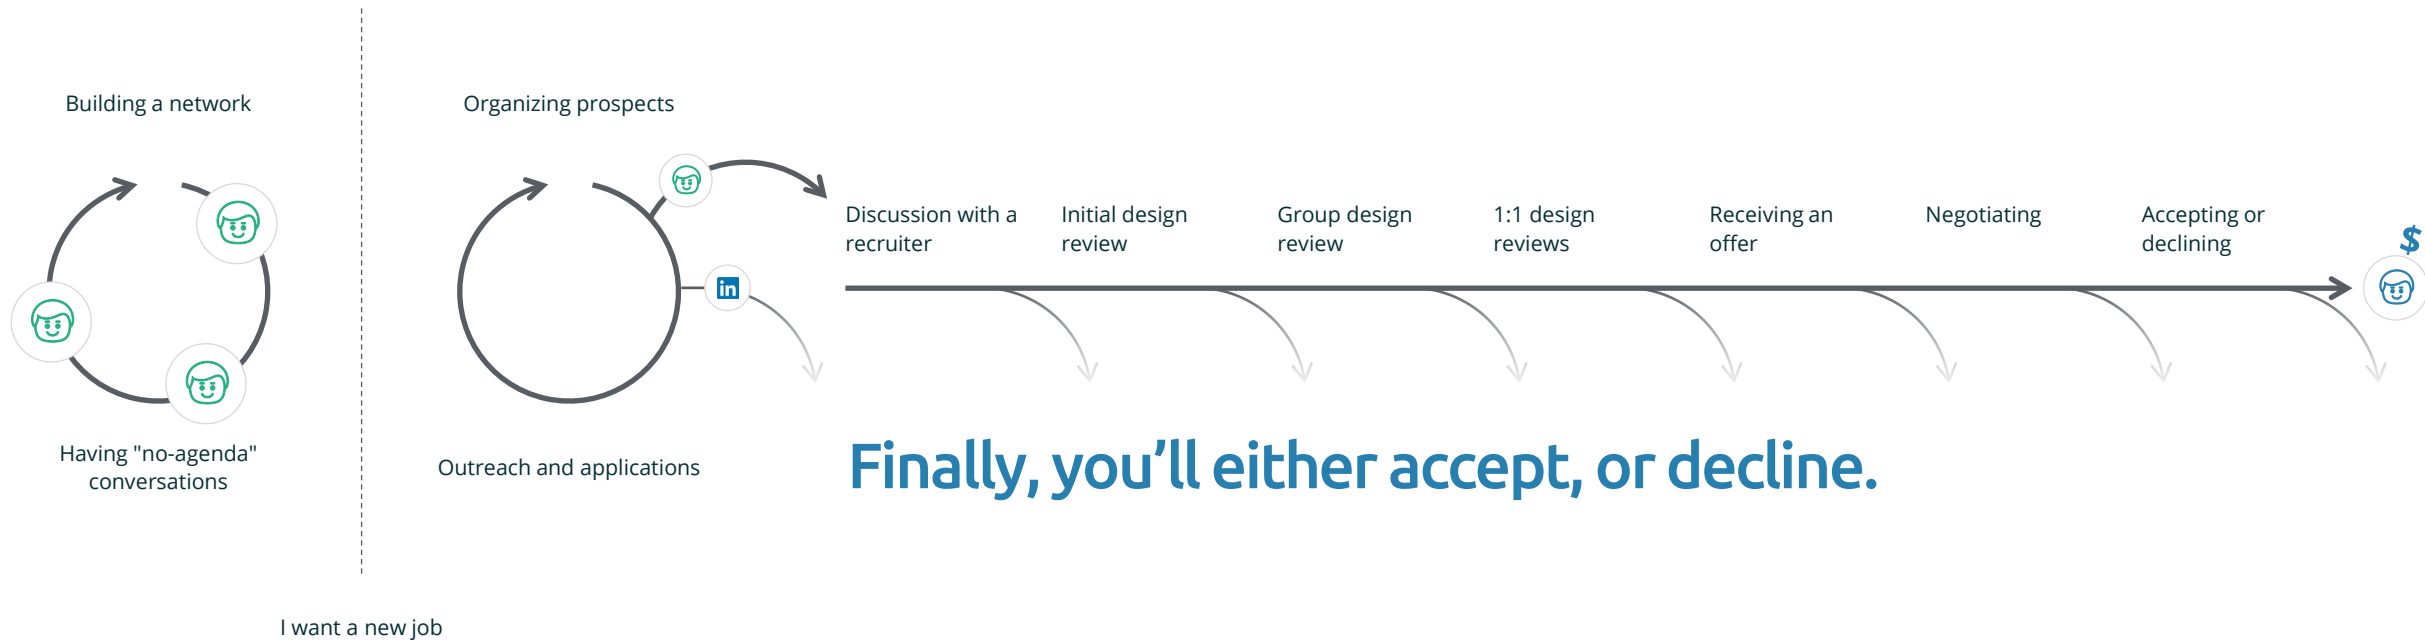 Building a network
Having "no-agenda"
conversations
I want a new job
Organizing prospects
in
Outreach and applications
Discussion with a
recruiter
Initial design
review
Group design
review
1:1 design
reviews
Receiving an
offer
Negotiating
Accepting or
declining
$
Finally, you’ll either accept, or decline.